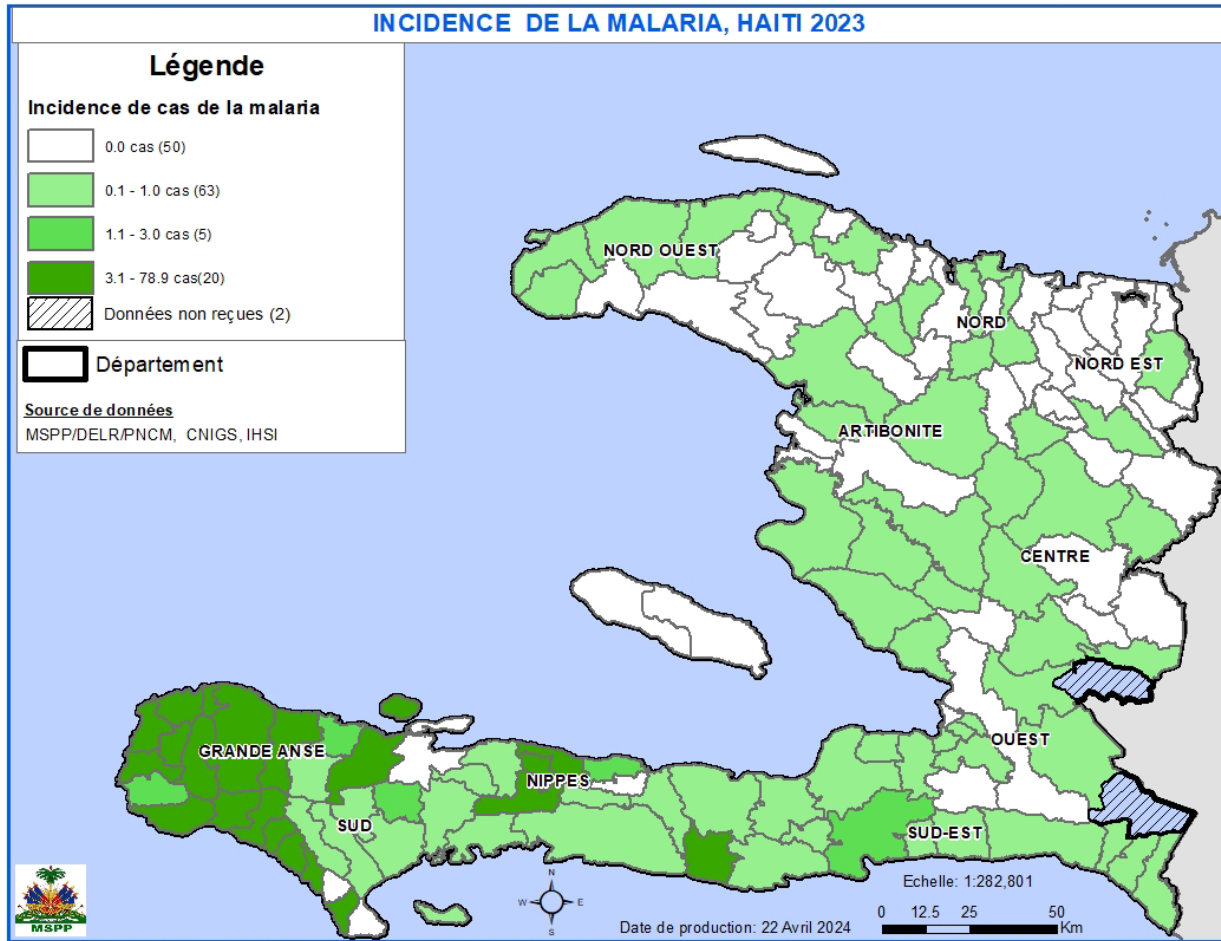 INCIDENCE DE LA MALARIA, HAITI 2023
Légende
Incidence de cas de la malaria
0.0 cas (50)
0.1 - 1.0 cas (63)
1.1 - 3.0 cas (5)
3.1 - 78.9 cas(20)
Données non reçues (2)
Département
Source de données
MSPP/DELR/PNCM, CNIGS, IHSI
NORD OUEST
NORD
NORD EST
ARTIBONITE
CENTRE
OUEST
GRANDE ANSE
NIPPES
SUD
SUD-EST
MSPP
N
W
E
S
Echelle: 1:282,801
0 12.5 25 50
Km
Date de production: 22 Avril 2024